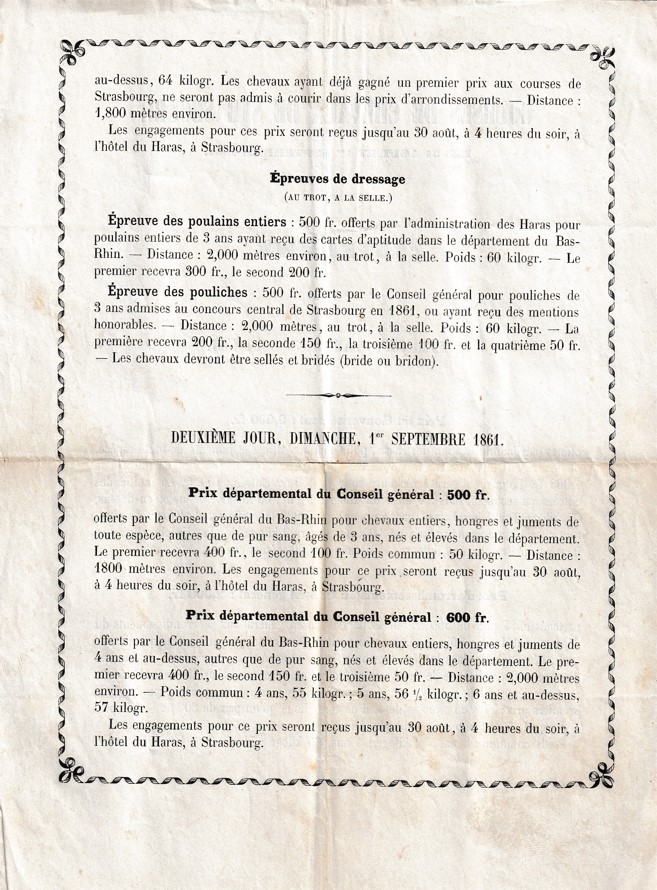 au-dessus, 64 kilogr. Les chevaux ayant déjà gagné un premier prix aux courses de
Strasbourg, ne seront pas admis à courir dans les prix d'arrondissements. — Distance :
1,800 mètres environ.
Les engagements pour ces prix seront reçus jusqu'au 30 août, à 4 heures du soir, à
l'hôtel du Haras, à Strasbourg.
Épreuves de dressage
(AU TROT, A LA SELLE.)
Épreuve des poulains entiers : 500 fr. offerts par l'administration des Haras pour
poulains entiers de 3 ans ayant reçu des cartes d'aptitude dans le département du Bas-
Rhin. — Distance : 2,000 mètres environ, au trot, à la selle. Poids : 60 kilogr. — Le
premier recevra 300 fr., le second 200 fr.
Épreuve des pouliches : 500 fr. offerts par le Conseil général pour pouliches de
3 ans admises au concours central de Strasbourg en 1861, ou ayant reçu des mentions
honorables. — Distance : 2,000 mètres, au trot, à la selle. Poids : 60 kilogr. — La
première recevra 200 fr., la seconde 150 fr., la troisième 100 fr. et la quatrième 50 fr.
— Les chevaux devront être sellés et bridés (bride ou bridon).
DEUXIÈME JOUR, DIMANCHE, 1er SEPTEMBRE 1861.
Prix départemental du Conseil général : 500 fr.
offerts par le Conseil général du Bas-Rhin pour chevaux entiers, hongres et juments de
toute espèce, autres que de pur sang, âgés de 3 ans, nés et élevés dans le département.
Le premier recevra 400 fr., le second 100 fr. Poids commun : 50 kilogr. — Distance :
1800 mètres environ. Les engagements pour ce prix seront reçus jusqu'au 30 août,
à 4 heures du soir, à l'hôtel du Haras, à Strasbourg.
Prix départemental du Conseil général : 600 fr.
offerts par le Conseil général du Bas-Rhin pour chevaux entiers, hongres et juments de
4 ans et au-dessus, autres que de pur sang, nés et élevés dans le département. Le pre-
mier recevra 400 fr., le second 150 fr. et le troisième 50 fr. — Distance : 2,000 mètres
environ. — Poids commun : 4 ans, 55 kilogr. ; 5 ans, 56 ½ kilogr. ; 6 ans et au-dessus,
57 kilogr.
Les engagements pour ce prix seront reçus jusqu'au 30 août, à 4 heures du soir, à
l'hôtel du Haras, à Strasbourg.